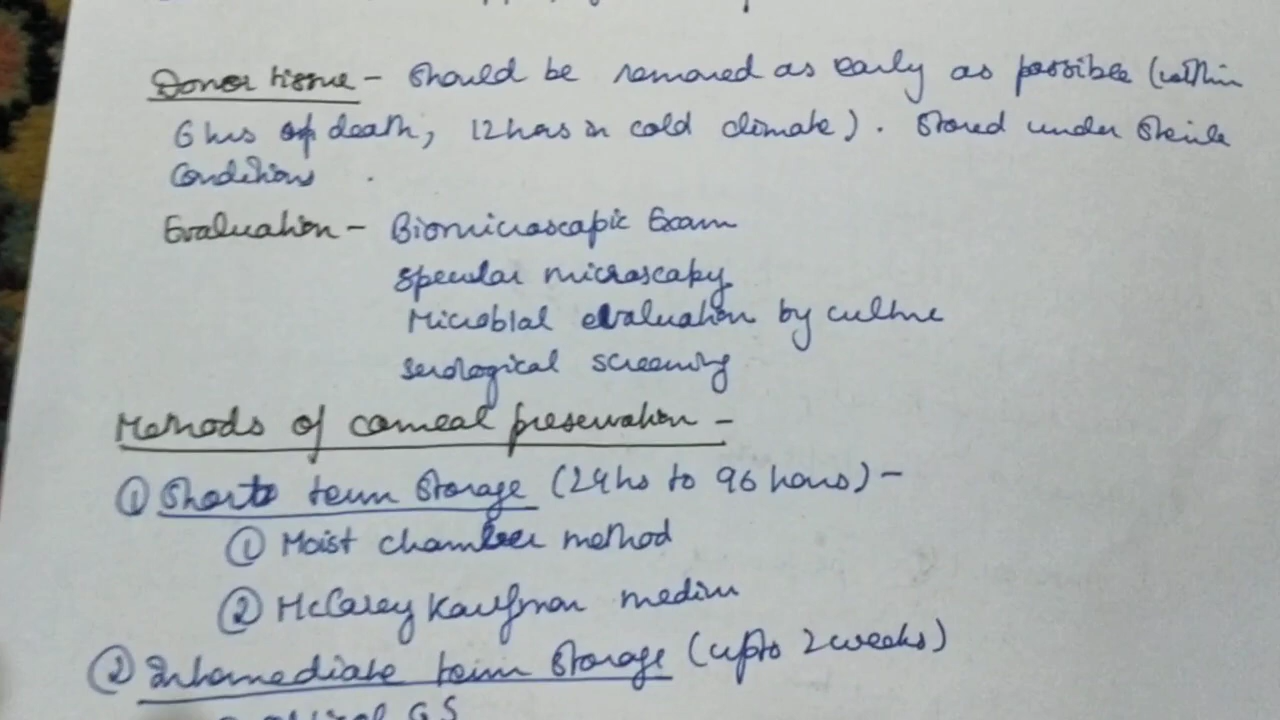 Donor tissue - Should be removed as early as possible (within
6 hrs of death, 12 hrs in cold climate). Stored under sterile
Conditions.
Evaluation - Biomicroscopic Exam
Specular microscopy
Microbial evaluation by culture
Serological screening
Methods of corneal preservation -
① Short term storage (24 hs to 96 hours) -
① Moist chamber method
② McCarey Kaufman medium
② Intermediate term storage (upto 2 weeks)